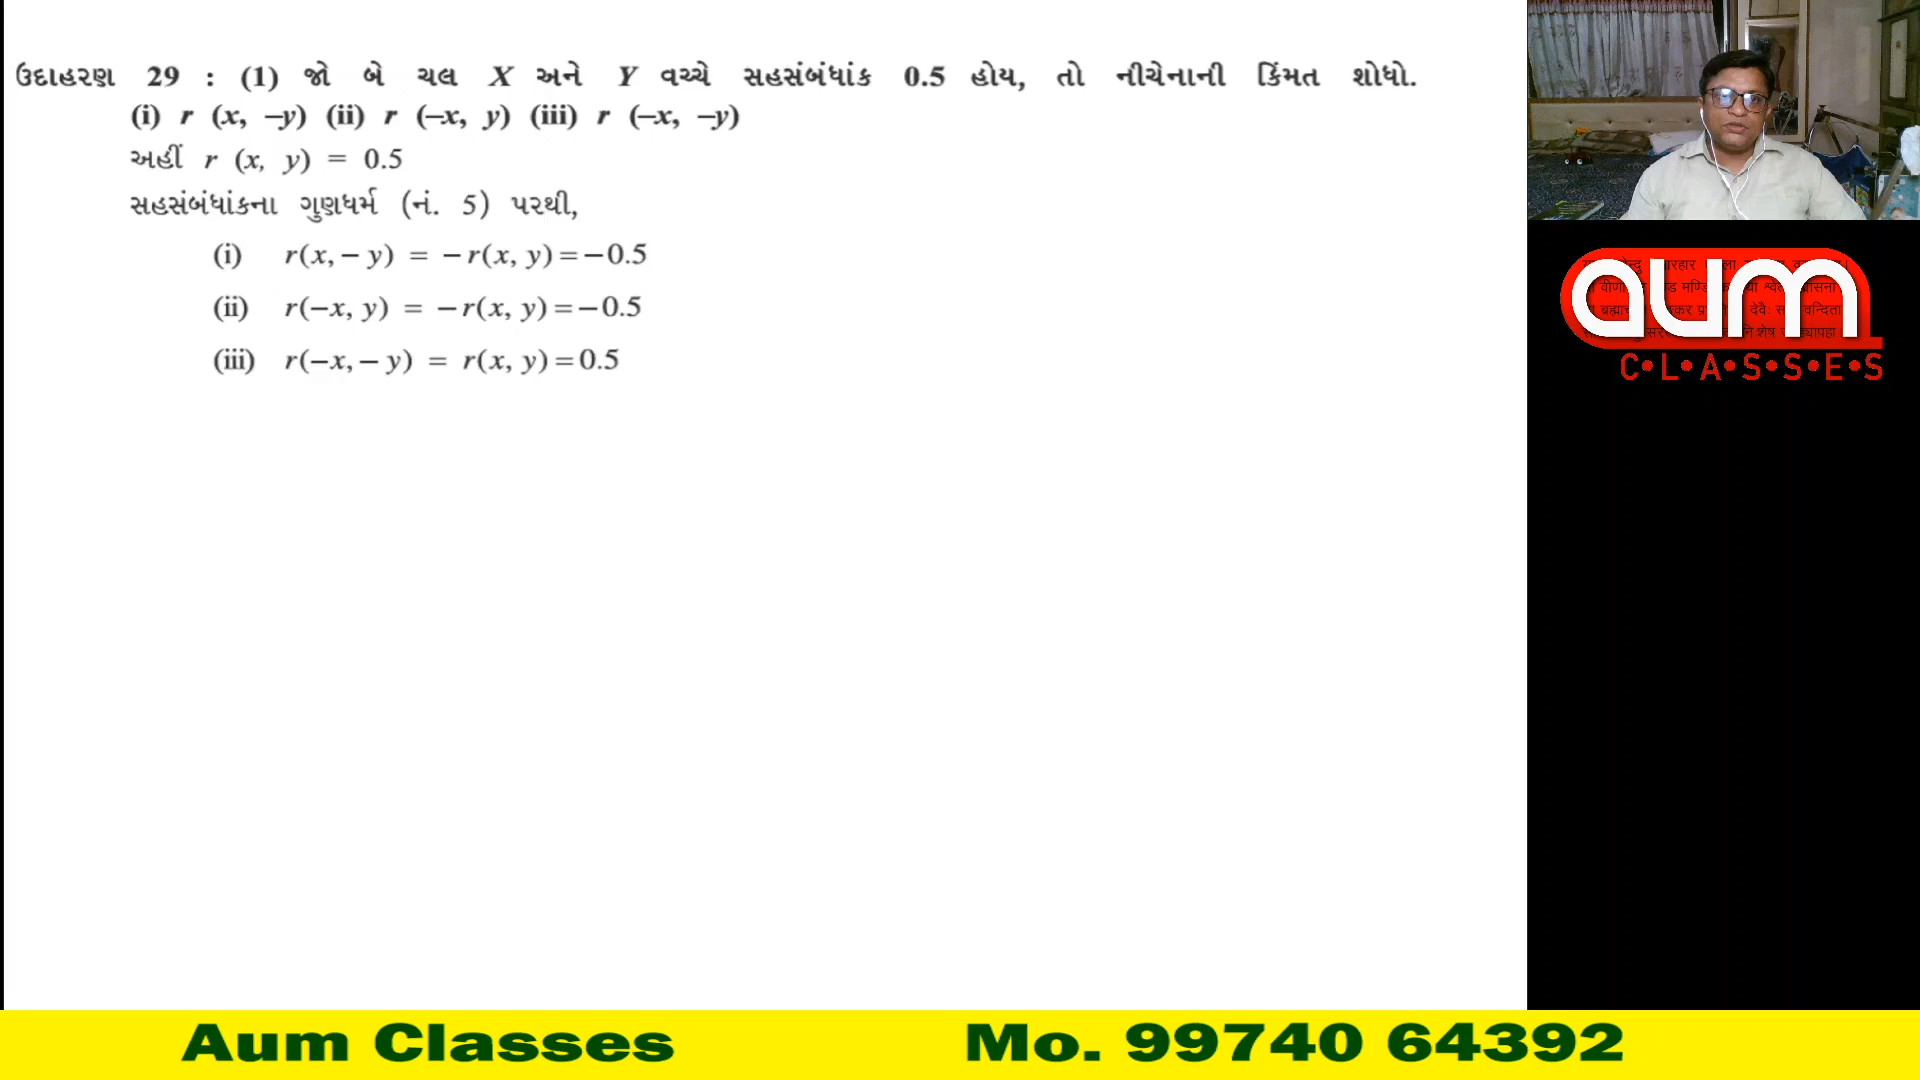 ઉદાહરણ 29 : (1) જો બે ચલ X અને Y વચ્ચે સહસંબંધાંક 0.5 હોય, તો નીચેનાની કિંમત શોધો.
(i) r (x, –y) (ii) r (–x, y) (iii) r (–x, –y)
અહીં r (x, y) = 0.5
સહસંબંધાંકના ગુણધર્મ (નં. 5) પરથી,
(i) r(x, – y) = – r(x, y) = – 0.5
(ii) r(–x, y) = – r(x, y) = – 0.5
(iii) r(–x, – y) = r(x, y) = 0.5
aum
C•L•A•S•S•E•S
Aum Classes Mo. 99740 64392